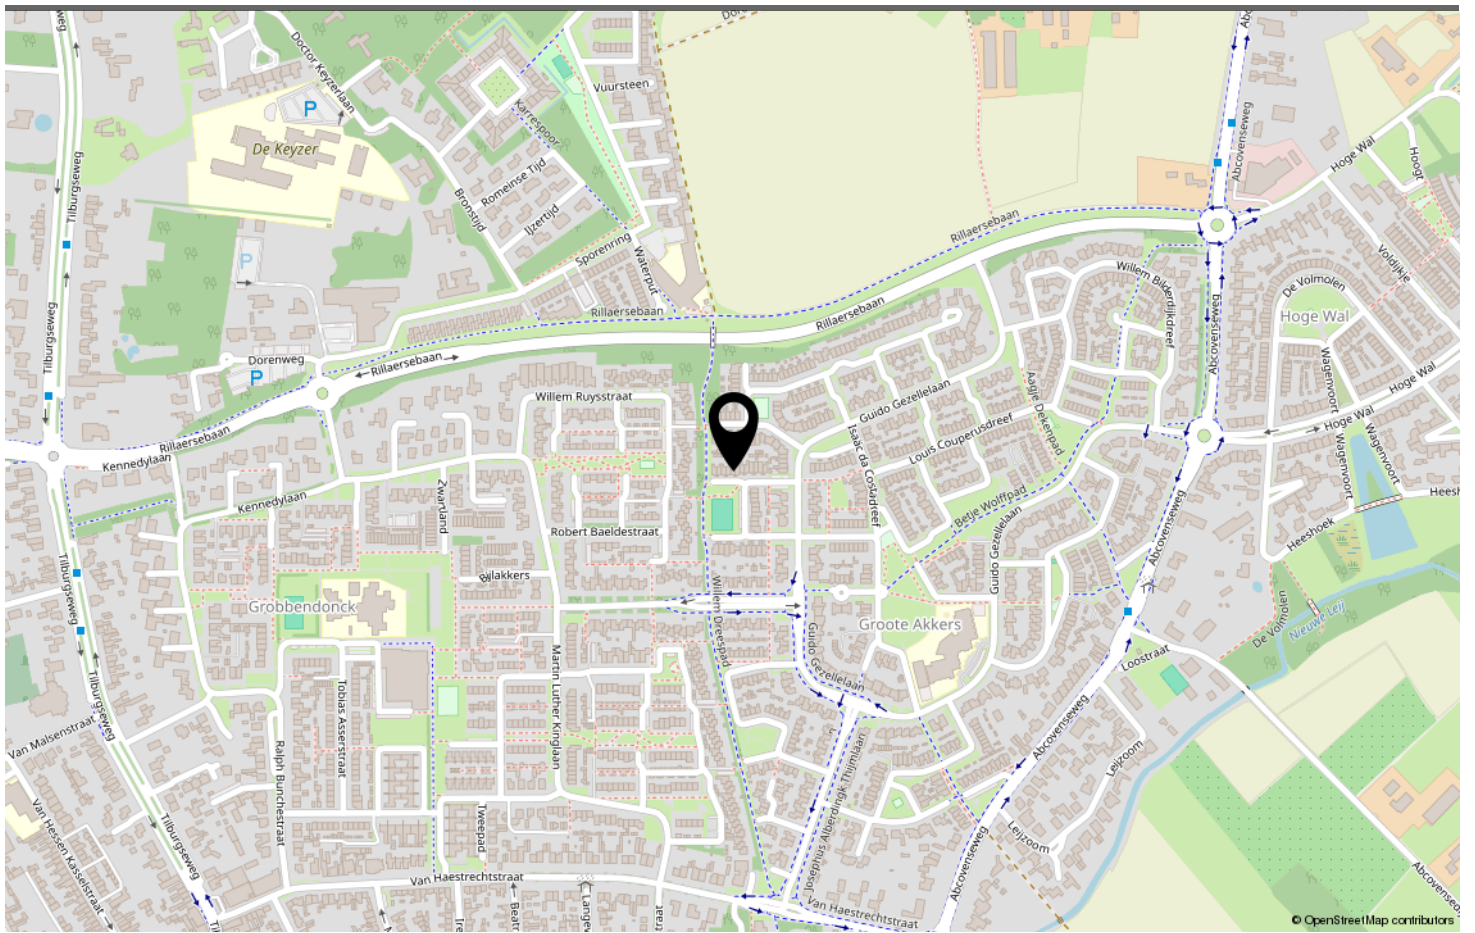 Doctor Keyzerlaan
Vuursteen
P
De Keyzer
Karrespoor
Romeinse Tijd
Bronstijd
IJzertijd
Sporenring
Waterput
Tilburgseweg
Tilburgseweg
P
Rillaersebaan
Rillaersebaan
Rillaersebaan
Abcovenseweg
Abcovenseweg
Hoge Wal
Hoogt
Voldijkje
De Volmolen
Hoge Wal
Willem Bilderdijkdreef
Wagenvoort
Hoge Wal
Hoge Wal
Dorenweg
P
Rillaersebaan
Rillaersebaan
Kennedylaan
Kennedylaan
Willem Ruysstraat
Guido Gezellelaan
Isaac da Costadreef
Louis Couperusdreef
Aagje Dekenpad
Betje Wolffpad
Guido Gezellelaan
Wagenvoort
Wagenvoort
Heesh
Heeshoek
Abcovenseweg
Zwartland
Robert Baeldestraat
Tilburgseweg
Grobbendonck
Willem Dreespad
Groote Akkers
De Volmolen
Nieuwe Leij
Loostraat
Guido Gezellelaan
Martin Luther Kinglaan
Tobias Asserstraat
Ralph Bunchestraat
Tilburgseweg
Van Malsenstraat
Van Hessen Kasselstraat
Tilburgseweg
Tweepad
Josephus Alberdingk Thijmlaan
Abcovenseweg
Leijzoom
Leijzoom
Abcovenseweg
Van Haestrechtstraat
Van Haestrechtstraat
© OpenStreetMap contributors